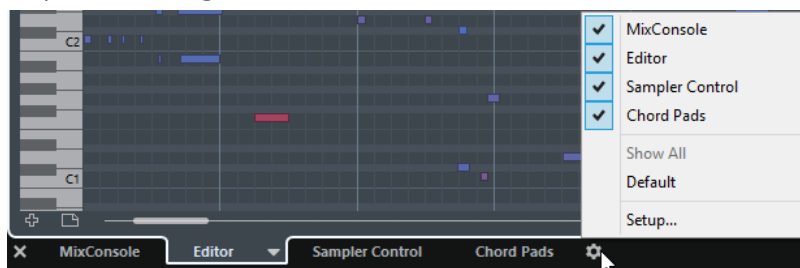 C2
C1
MixConsole
Editor
Sampler Control
Chord Pads
Show All
Default
Setup...
MixConsole Editor Sampler Control Chord Pads